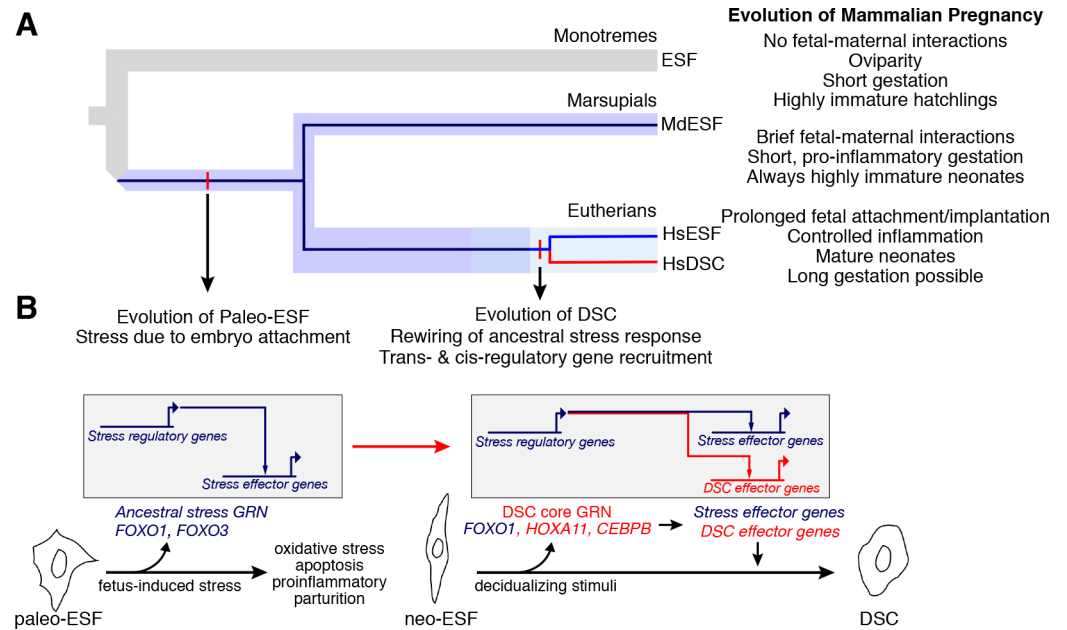 A
Evolution of Mammalian Pregnancy
Monotremes
ESF
No fetal-maternal interactions
Oviparity
Short gestation
Highly immature hatchlings
Marsupials
MdESF
Brief fetal-maternal interactions
Short, pro-inflammatory gestation
Always highly immature neonates
Eutherians
HsESF
HsDSC
Prolonged fetal attachment/implantation
Controlled inflammation
Mature neonates
Long gestation possible
B
Evolution of Paleo-ESF
Stress due to embryo attachment
Evolution of DSC
Rewiring of ancestral stress response
Trans- & cis-regulatory gene recruitment
Stress regulatory genes
Stress effector genes
Stress regulatory genes
Stress effector genes
DSC effector genes
Ancestral stress GRN
FOXO1, FOXO3
fetus-induced stress
oxidative stress
apoptosis
proinflammatory
parturition
paleo-ESF
DSC core GRN
FOXO1, HOXA11, CEBPB
Stress effector genes
DSC effector genes
decidualizing stimuli
neo-ESF
DSC